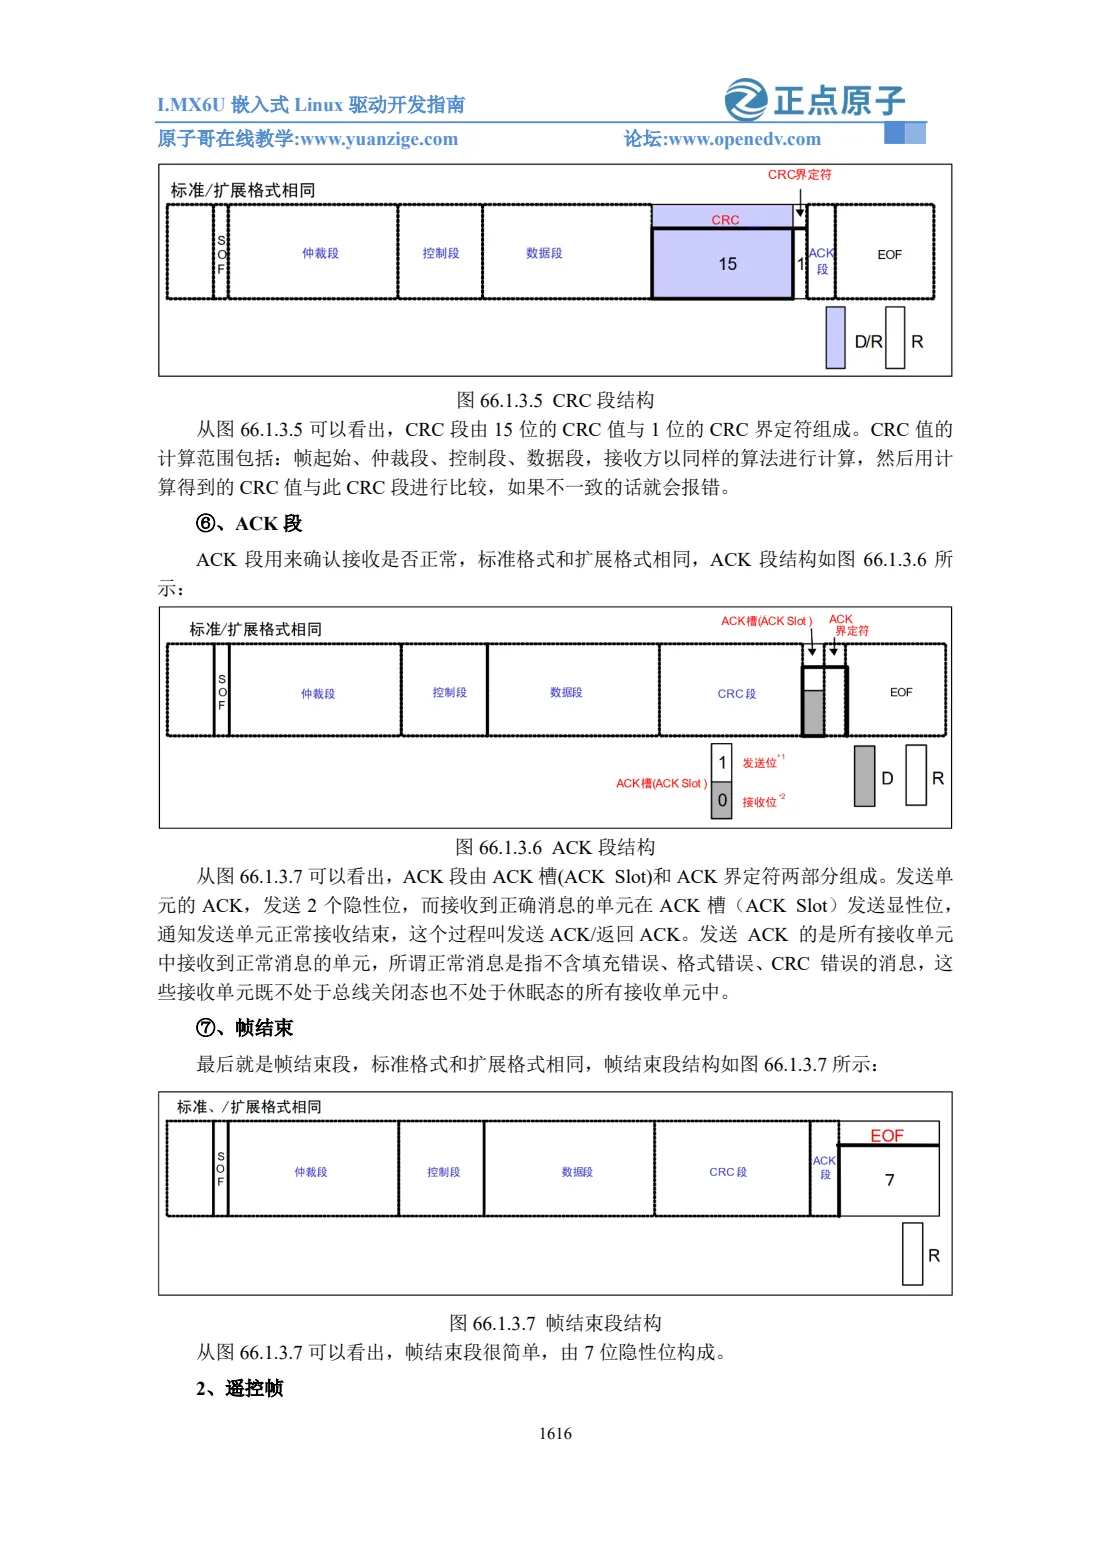 I.MX6U 嵌入式 Linux 驱动开发指南
正点原子
原子哥在线教学:www.yuanzige.com 论坛:www.openedv.com
CRC界定符
标准/扩展格式相同
CRC
SOF
仲裁段 控制段 数据段 15 1 ACK段 EOF
D/R R
图 66.1.3.5 CRC 段结构
从图 66.1.3.5 可以看出，CRC 段由 15 位的 CRC 值与 1 位的 CRC 界定符组成。CRC 值的
计算范围包括：帧起始、仲裁段、控制段、数据段，接收方以同样的算法进行计算，然后用计
算得到的 CRC 值与此 CRC 段进行比较，如果不一致的话就会报错。
⑥、ACK 段
ACK 段用来确认接收是否正常，标准格式和扩展格式相同，ACK 段结构如图 66.1.3.6 所
示：
ACK槽(ACK Slot ) ACK
界定符
标准/扩展格式相同
SOF
仲裁段 控制段 数据段 CRC段 EOF
1 发送位*1
ACK槽(ACK Slot )
0 接收位*2
D R
图 66.1.3.6 ACK 段结构
从图 66.1.3.7 可以看出，ACK 段由 ACK 槽(ACK Slot)和 ACK 界定符两部分组成。发送单
元的 ACK，发送 2 个隐性位，而接收到正确消息的单元在 ACK 槽（ACK Slot）发送显性位，
通知发送单元正常接收结束，这个过程叫发送 ACK/返回 ACK。发送 ACK 的是所有接收单元
中接收到正常消息的单元，所谓正常消息是指不含填充错误、格式错误、CRC 错误的消息，这
些接收单元既不处于总线关闭态也不处于休眠态的所有接收单元中。
⑦、帧结束
最后就是帧结束段，标准格式和扩展格式相同，帧结束段结构如图 66.1.3.7 所示：
标准、/扩展格式相同
EOF
SOF
仲裁段 控制段 数据段 CRC段 ACK段 7
R
图 66.1.3.7 帧结束段结构
从图 66.1.3.7 可以看出，帧结束段很简单，由 7 位隐性位构成。
2、遥控帧
1616